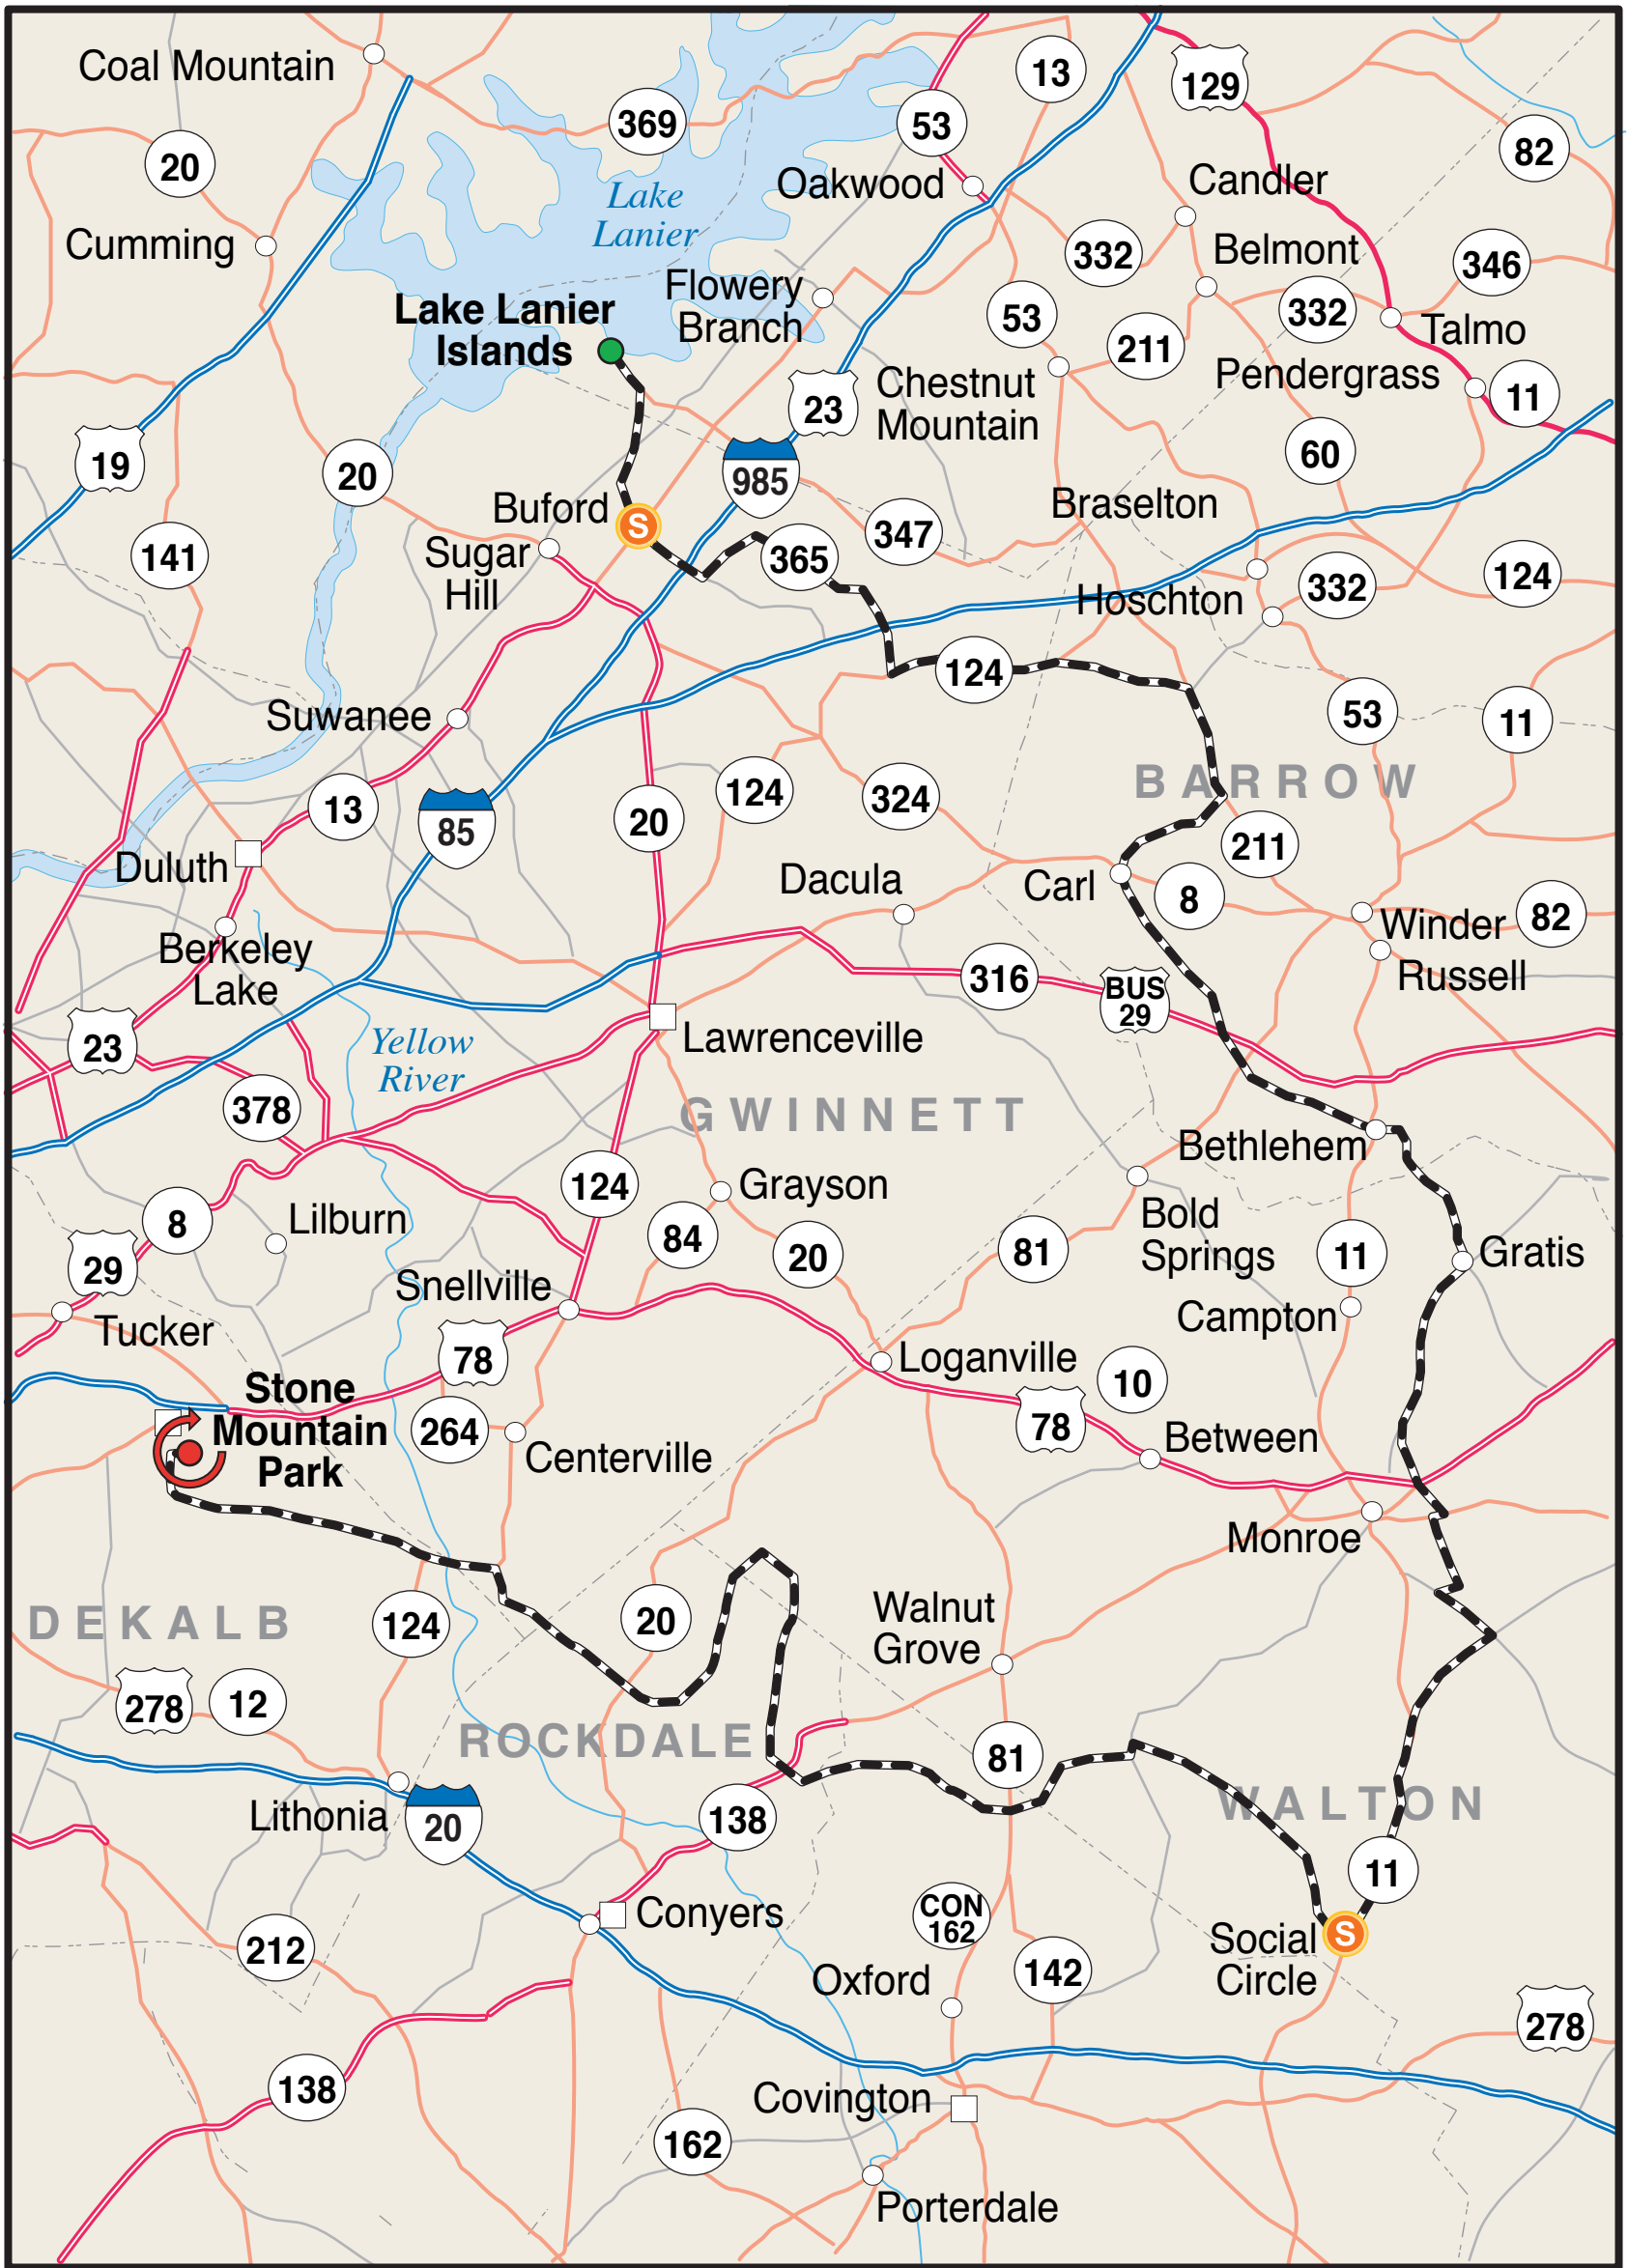 Coal Mountain
13
129
369
53
82
20
Oakwood
Candler
Lake
Lanier
Cumming
332
Belmont
346
Flowery
Branch
Lake Lanier
Islands
53
332
Talmo
211
Pendergrass
11
23
Chestnut
Mountain
19
20
985
60
Buford
S
Braselton
141
Sugar
Hill
365
347
Hoschton
332
124
124
Suwanee
53
11
BARROW
13
85
20
124
324
211
Duluth
Dacula
Carl
8
82
Winder
Russell
Berkeley
Lake
316
BUS
29
23
Yellow
River
Lawrenceville
378
GWINNETT
Bethlehem
124
Grayson
8
Lilburn
84
20
81
Bold
Springs
11
Gratis
29
Snellville
Campton
Tucker
78
Loganville
10
Stone
Mountain
Park
264
Centerville
78
Between
Monroe
DEKALB
124
20
Walnut
Grove
278
12
ROCKDALE
81
WALTON
Lithonia
20
138
11
Conyers
CON
162
S
Social
Circle
212
Oxford
142
278
138
Covington
162
Porterdale